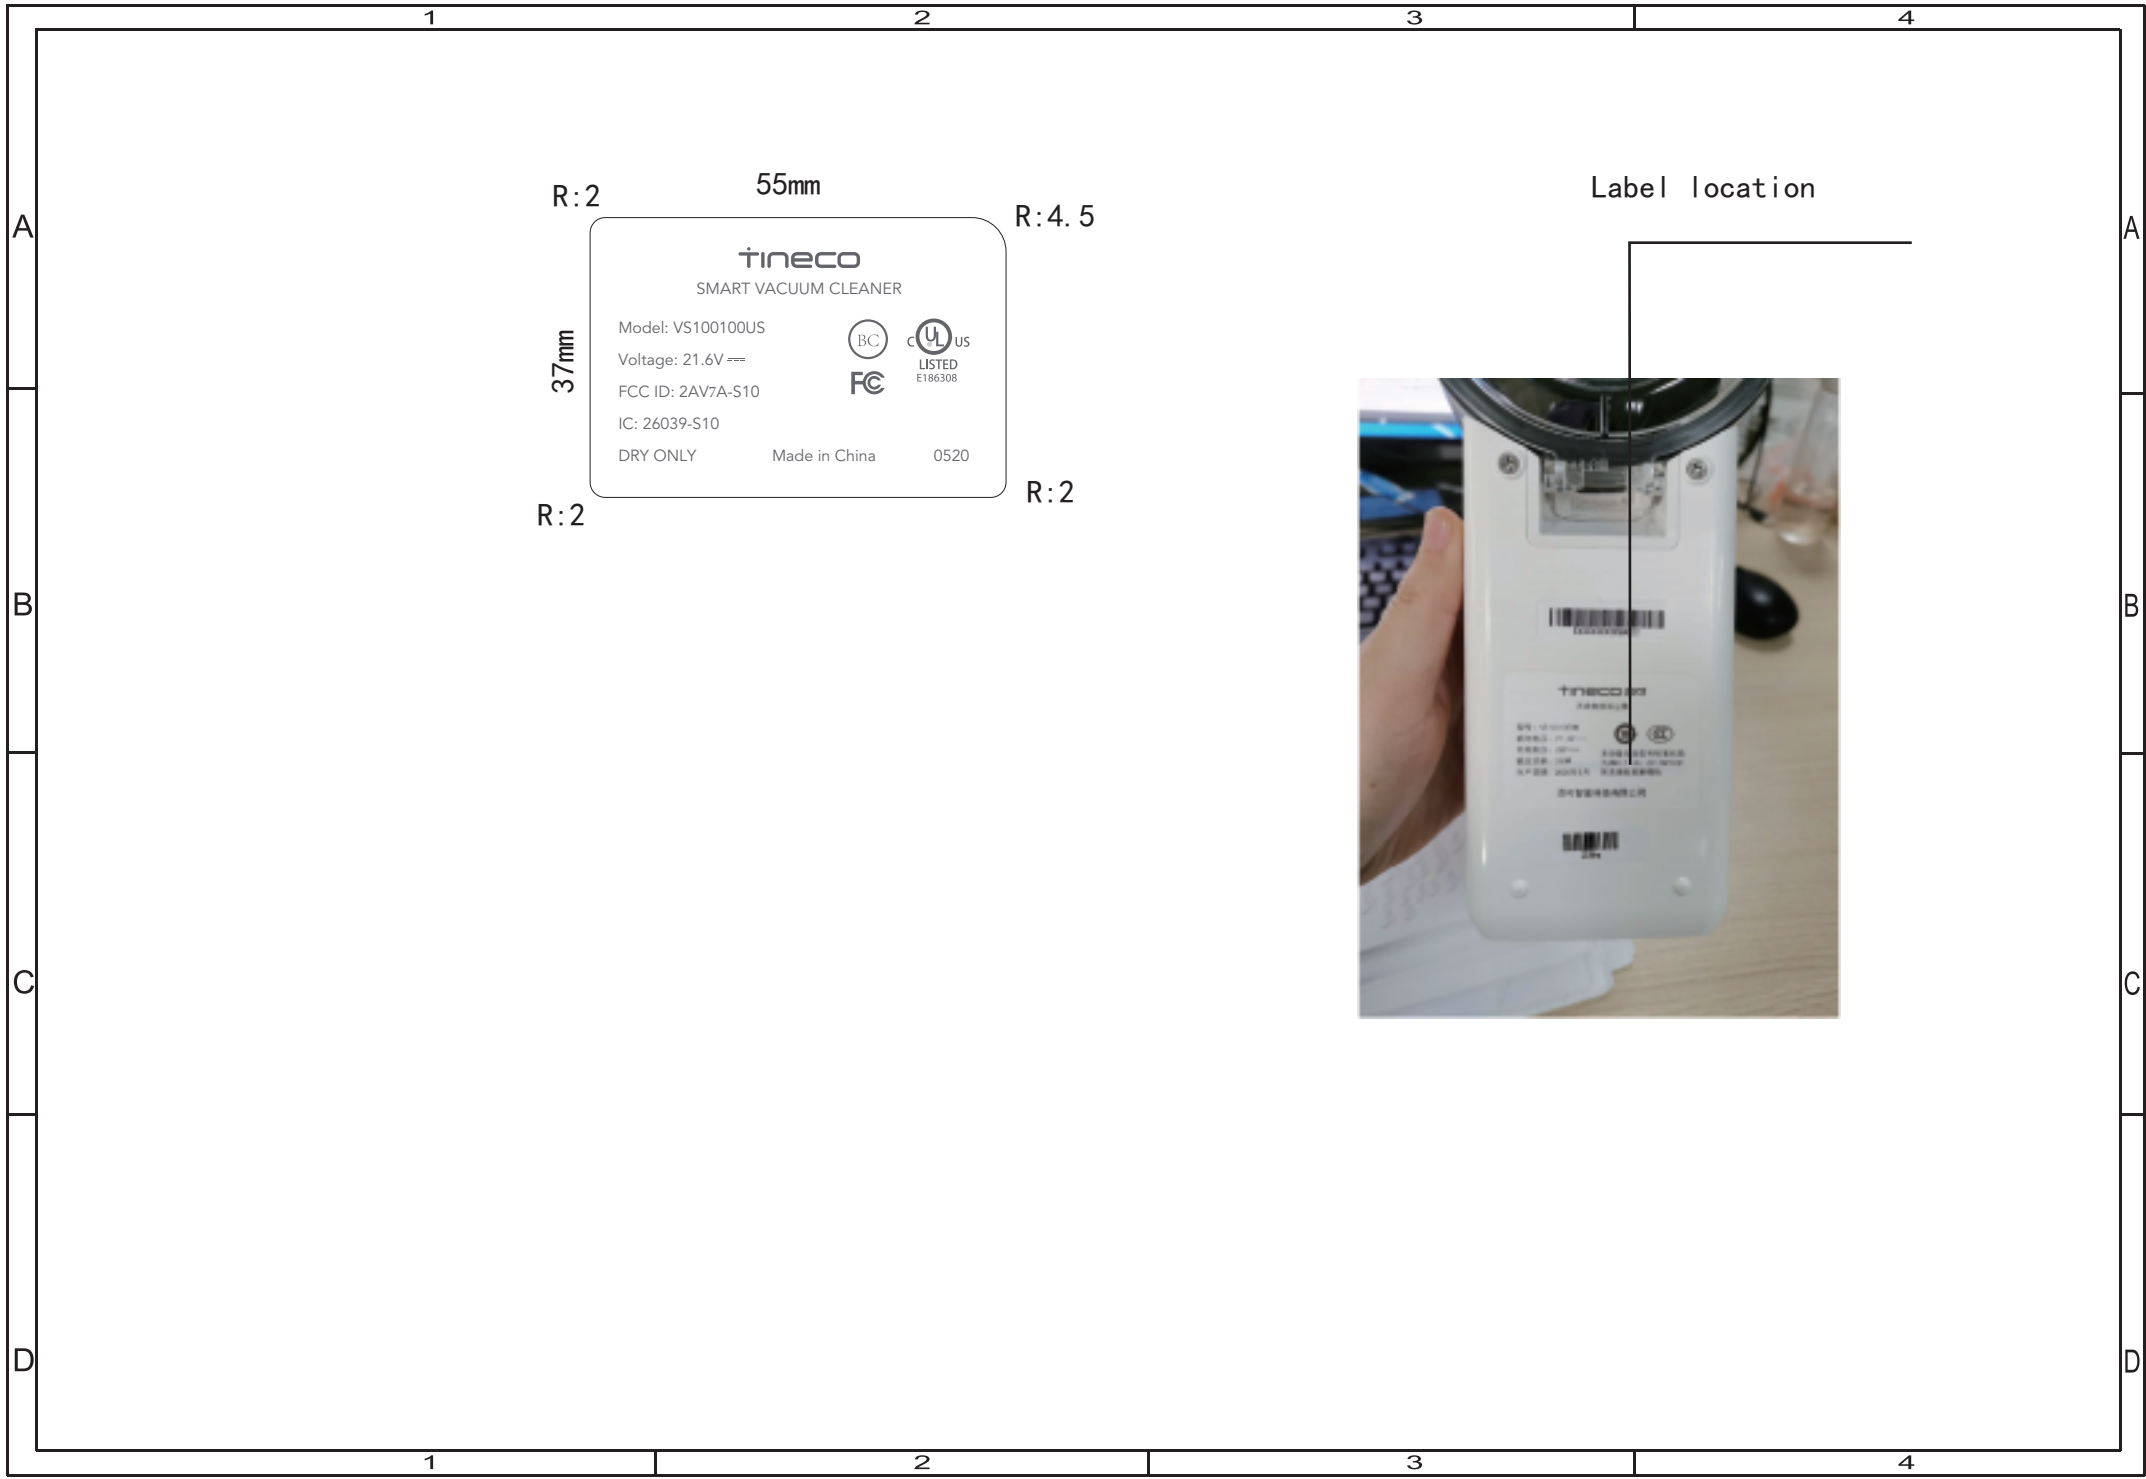 1 2 3 4
R:2 55mm R:4.5
Label location
A A
tineco
SMART VACUUM CLEANER
37mm
Model: VS100100US
Voltage: 21.6V
FCC ID: 2AV7A-S10
IC: 26039-S10
DRY ONLY Made in China 0520
BC
FC
C UL US
LISTED
E186308
R:2 R:2
B B
tineco
C C
D D
1 2 3 4